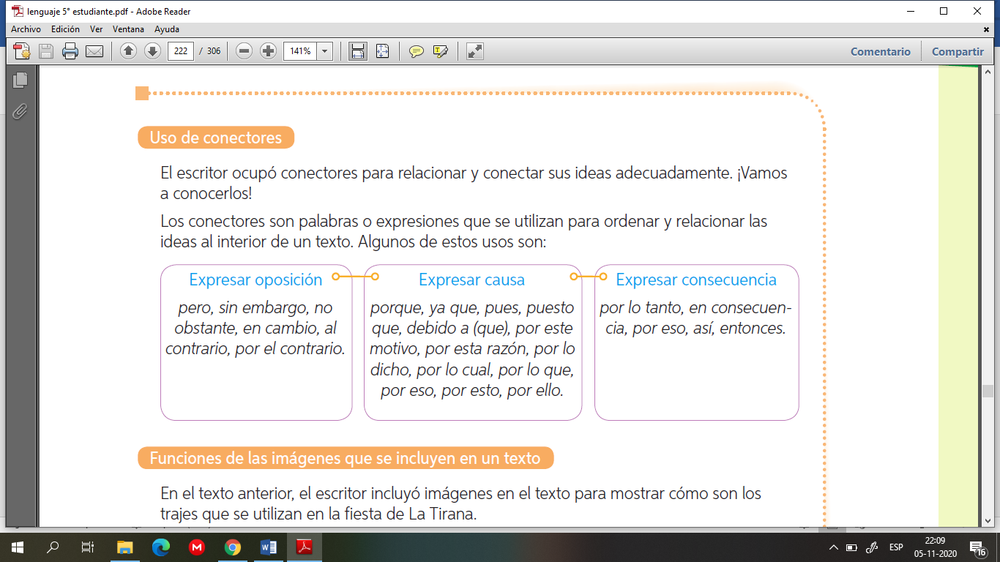 lenguaje 5° estudiante.pdf - Adobe Reader
Archivo Edición Ver Ventana Ayuda
222 / 306 141% Comentario Compartir
Uso de conectores
El escritor ocupó conectores para relacionar y conectar sus ideas adecuadamente. ¡Vamos
a conocerlos!
Los conectores son palabras o expresiones que se utilizan para ordenar y relacionar las
ideas al interior de un texto. Algunos de estos usos son:
Expresar oposición
pero, sin embargo, no
obstante, en cambio, al
contrario, por el contrario.
Expresar causa
porque, ya que, pues, puesto
que, debido a (que), por este
motivo, por esta razón, por lo
dicho, por lo cual, por lo que,
por eso, por esto, por ello.
Expresar consecuencia
por lo tanto, en consecuen-
cia, por eso, así, entonces.
Funciones de las imágenes que se incluyen en un texto
En el texto anterior, el escritor incluyó imágenes en el texto para mostrar cómo son los
trajes que se utilizan en la fiesta de La Tirana.
ESP
22:09
05-11-2020
16